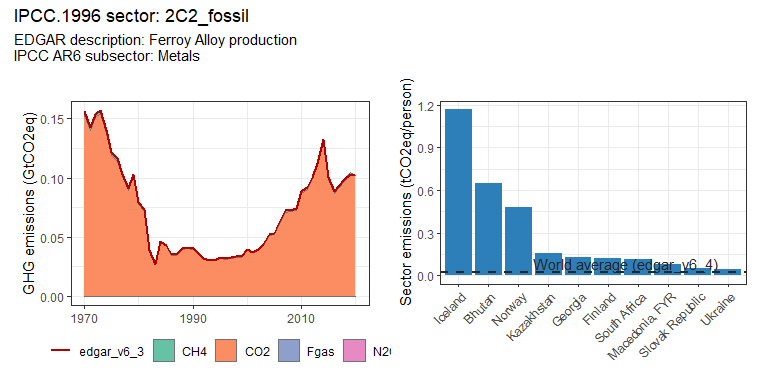 IPCC.1996 sector: 2C2_fossil
EDGAR description: Ferroy Alloy production
IPCC AR6 subsector: Metals
GHG emissions (GtCO2eq)
0.15
0.10
0.05
0.00
1970
1990
2010
edgar_v6_3
CH4
CO2
Fgas
N2
Sector emissions (tCO2eq/person)
1.2
0.9
0.6
0.3
0.0
World average (edgar_v6_4)
Iceland
Bhutan
Norway
Kazakhstan
Georgia
Finland
South Africa
Macedonia, FYR
Slovak Republic
Ukraine